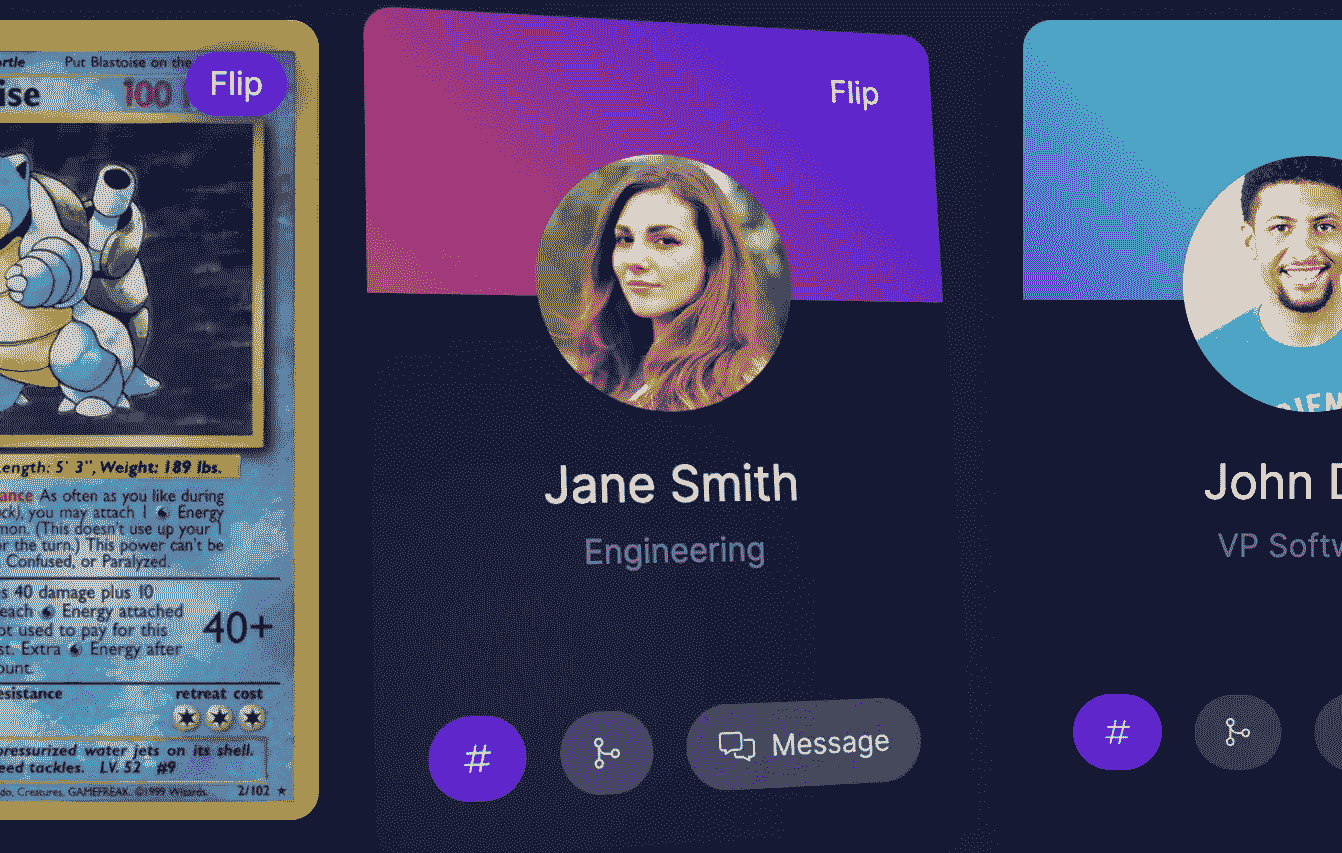 rtle Put Blastoise on the
ise 100
Flip
Length: 5' 3", Weight: 189 lbs.
ance As often as you like during
ck), you may attach 1 Energy
mon. (This doesn't use up your 1
or the turn.) This power can't be
Confused, or Paralyzed.
s 40 damage plus 10
each Energy attached
ot used to pay for this
st. Extra Energy after
ount.
40+
esistance retreat cost
pressurized water jets on its shell.
eed tackles. LV. 52 #9
do, Creatures, GAMEFREAK. ©1999 Wizards. 2/102 ★
Flip
Jane Smith
Engineering
#
Message
John D
VP Softw
#